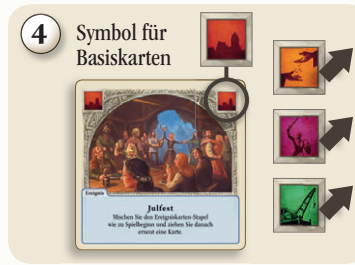 4
Symbol für
Basiskarten
Ereignis
Julfest
Mischen Sie den Ereigniskarten-Stapel
wie zu Spielbeginn und ziehen Sie danach
erneut eine Karte.